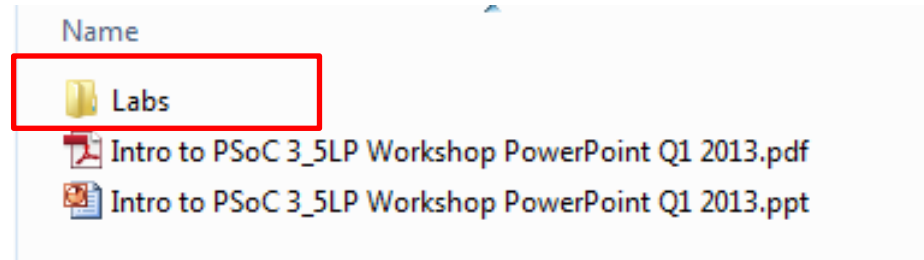 Name
Labs
Intro to PSoC 3_5LP Workshop PowerPoint Q1 2013.pdf
Intro to PSoC 3_5LP Workshop PowerPoint Q1 2013.ppt